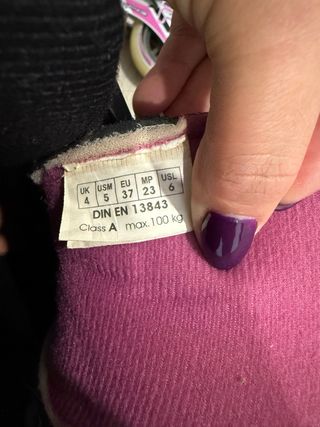 UK USM EU MP USL
4 5 37 23 6
DIN EN 13843
Class A max. 100 kg